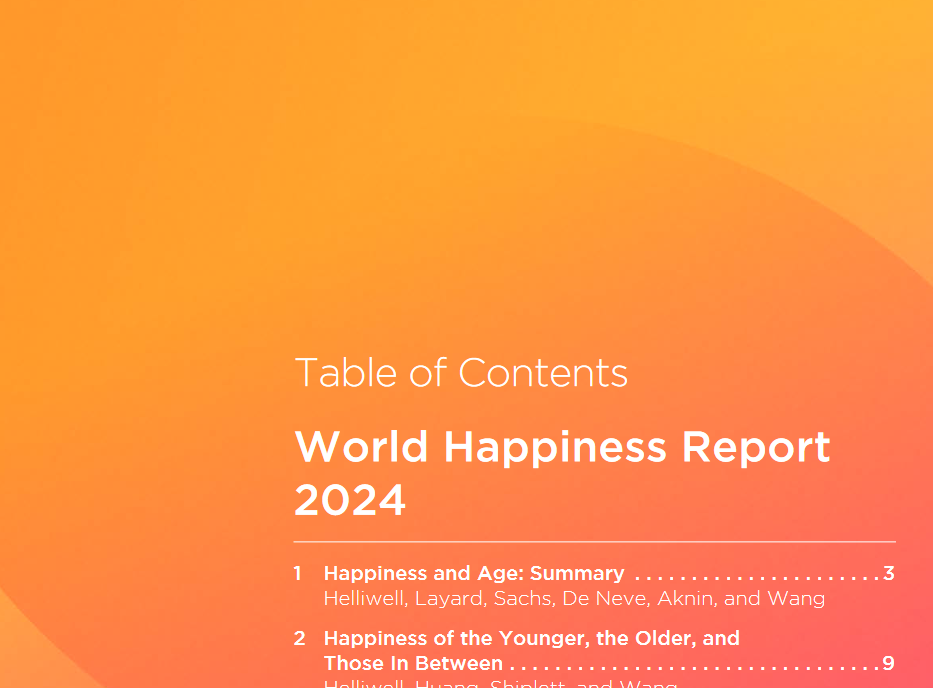 Table of Contents
World Happiness Report
2024
1 Happiness and Age: Summary . . . . . . . . . . . . . . . . . . . . . . 3
Helliwell, Layard, Sachs, De Neve, Aknin, and Wang
2 Happiness of the Younger, the Older, and
Those In Between . . . . . . . . . . . . . . . . . . . . . . . . . . . . . . . . . 9
Helliwell, Huang, Shiplett, and Wang